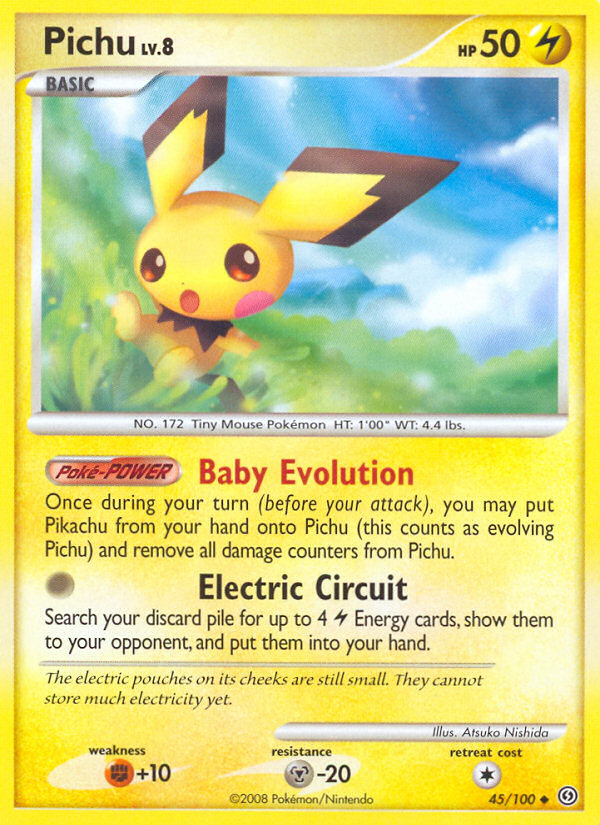 Pichu LV.8
HP 50
BASIC
NO. 172 Tiny Mouse Pokémon HT: 1'00" WT: 4.4 lbs.
Poké-POWER Baby Evolution
Once during your turn (before your attack), you may put
Pikachu from your hand onto Pichu (this counts as evolving
Pichu) and remove all damage counters from Pichu.
Electric Circuit
Search your discard pile for up to 4 Energy cards, show them
to your opponent, and put them into your hand.
The electric pouches on its cheeks are still small. They cannot
store much electricity yet.
Illus. Atsuko Nishida
weakness resistance retreat cost
+10 -20
©2008 Pokémon/Nintendo 45/100